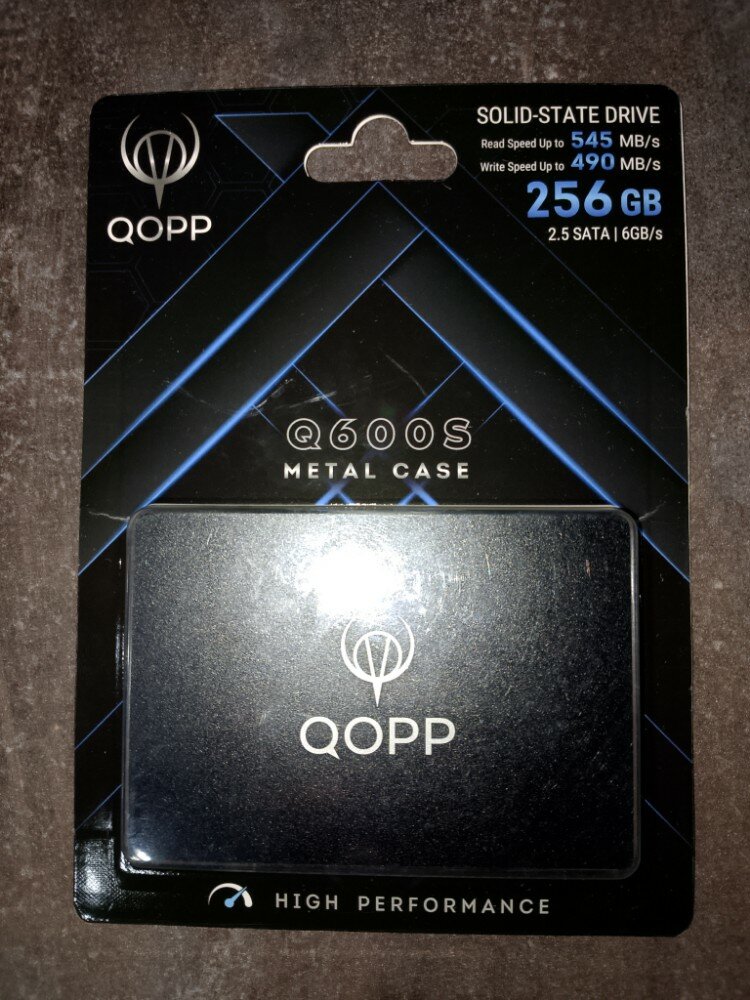 QOPP
SOLID-STATE DRIVE
Read Speed Up to 545 MB/s
Write Speed Up to 490 MB/s
256 GB
2.5 SATA | 6GB/s
Q600S
METAL CASE
QOPP
HIGH PERFORMANCE